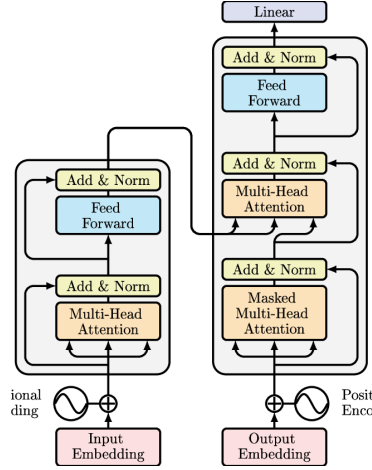 Linear
Add & Norm
Feed
Forward
Add & Norm
Multi-Head
Attention
Add & Norm
Masked
Multi-Head
Attention
Add & Norm
Feed
Forward
Add & Norm
Multi-Head
Attention
ional
ding
Posit
Enco
Input
Embedding
Output
Embedding